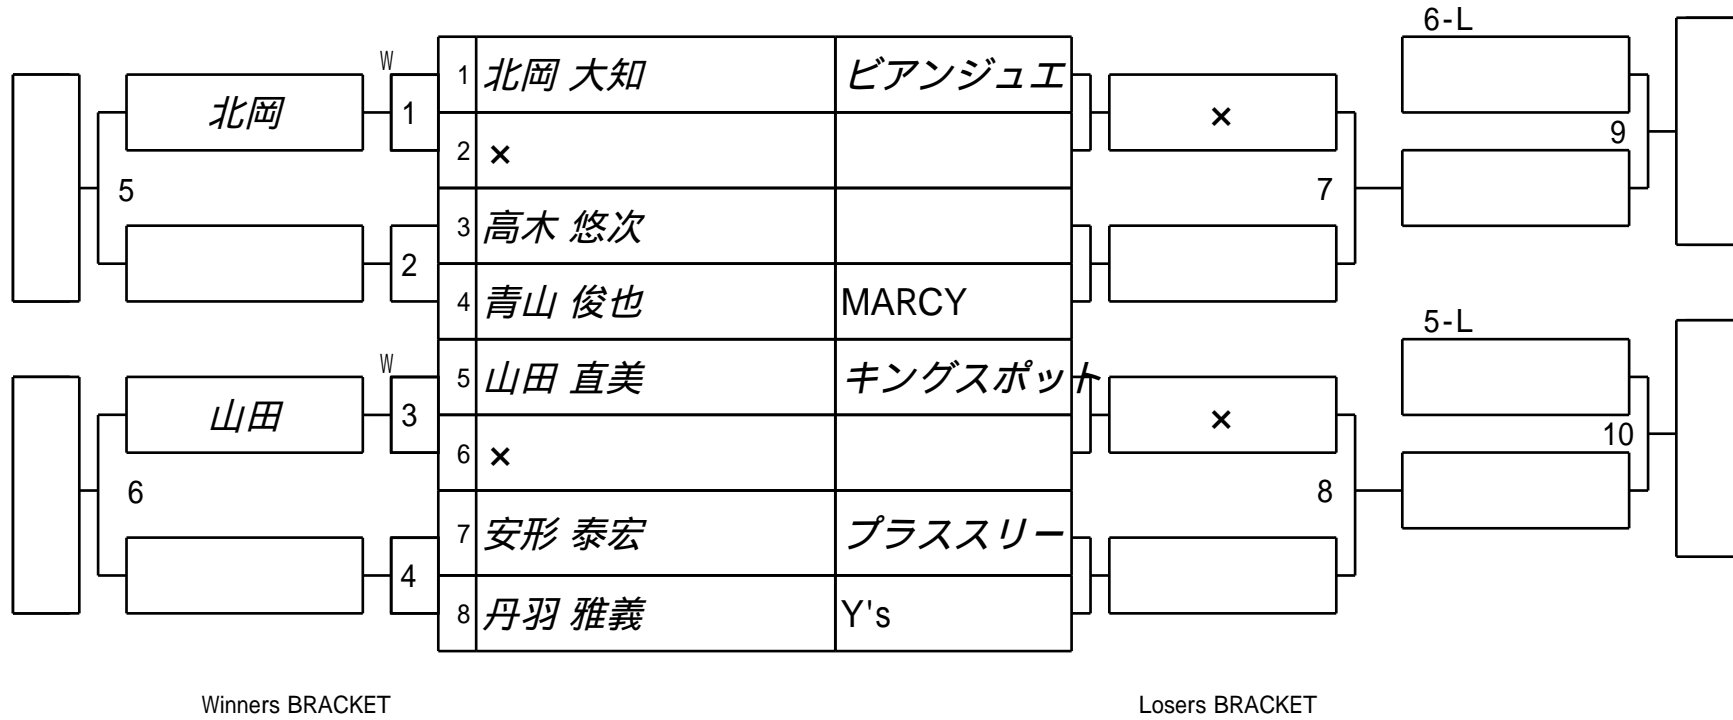 6-L
W
1 北岡 大知 ビアンジュエ
北岡 1 × 9
2 ×
5 7
3 高木 悠次
2
4 青山 俊也 MARCY
5-L
W
5 山田 直美 キングスポット
山田 3 × 10
6 ×
6 8
7 安形 泰宏 プラススリー
4
8 丹羽 雅義 Y's
Winners BRACKET Losers BRACKET